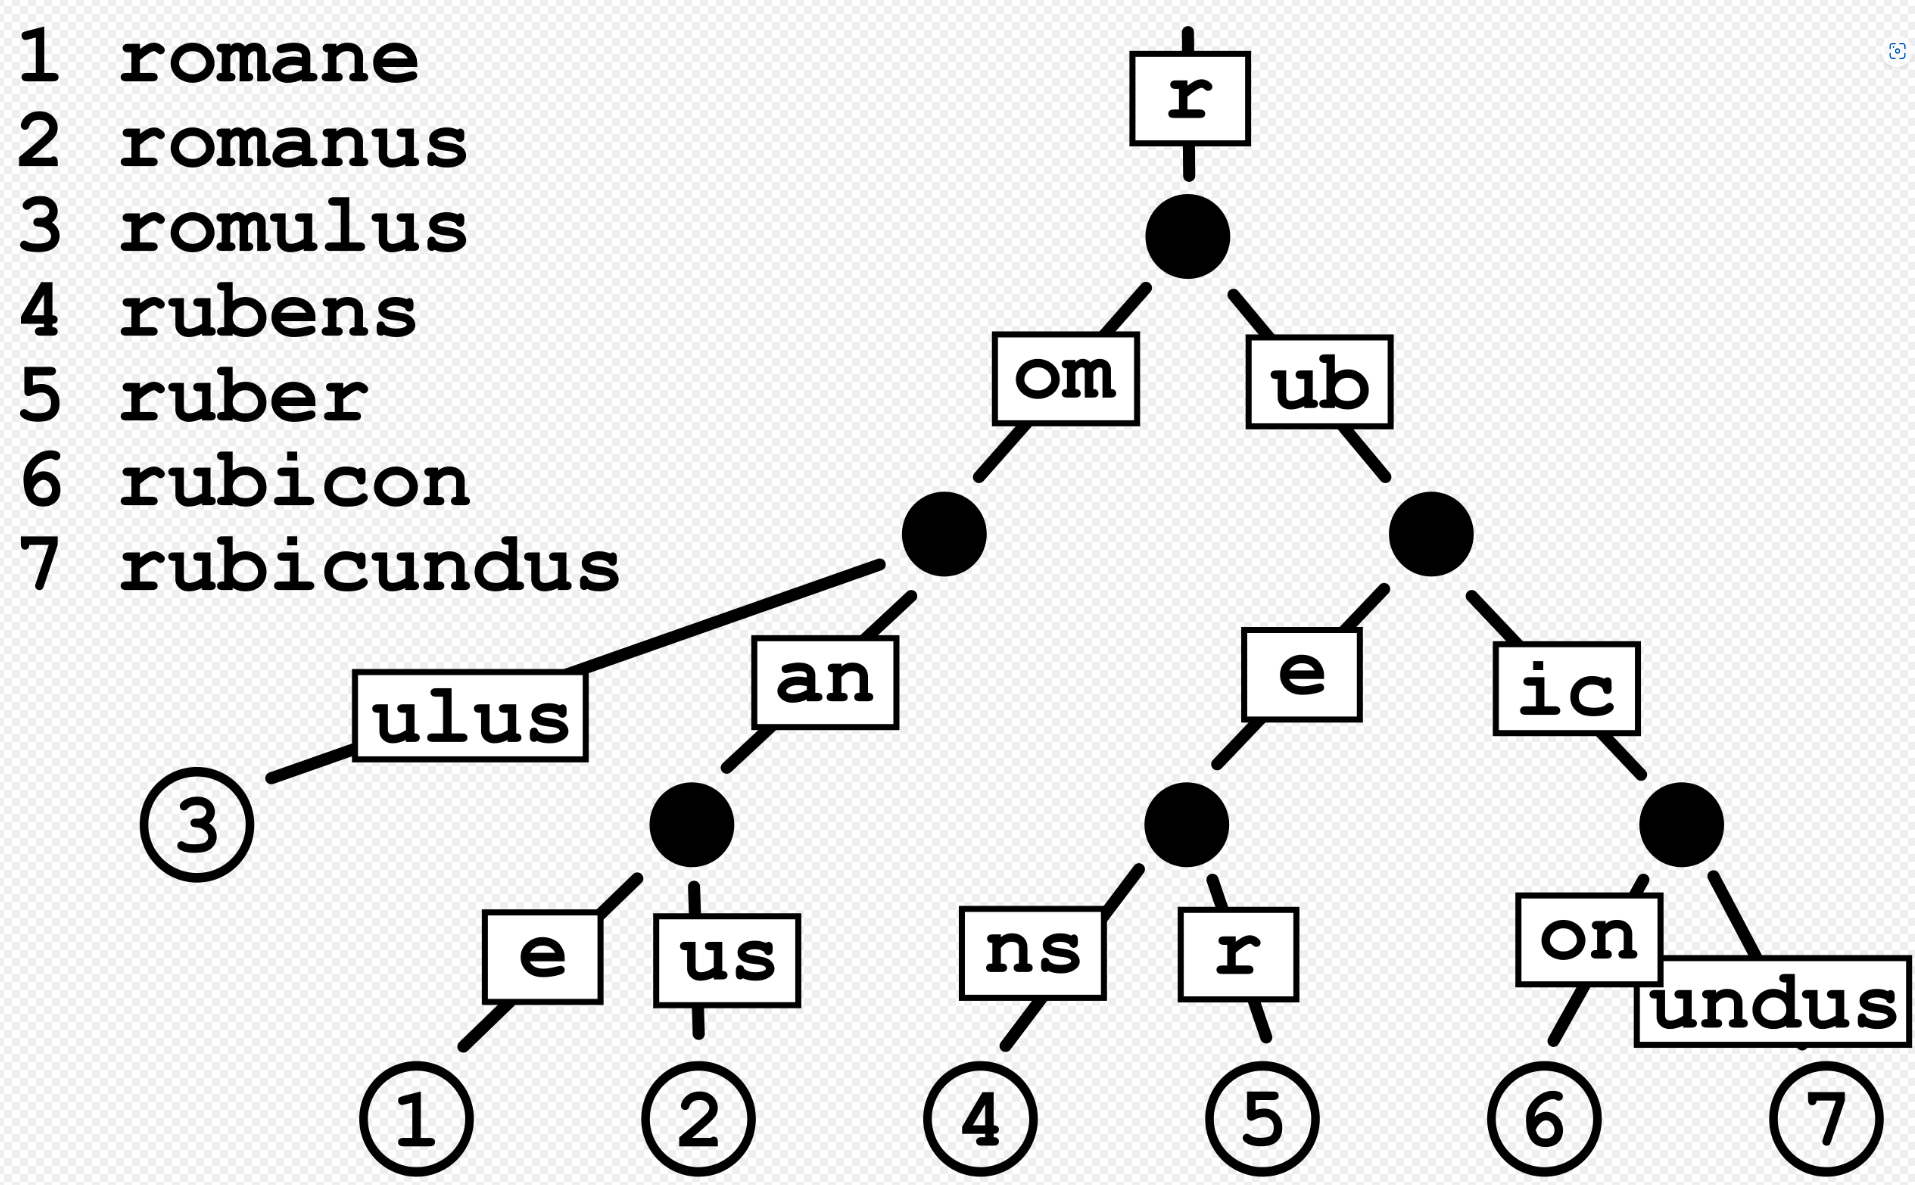 1 romane
2 romanus
3 romulus
4 rubens
5 ruber
6 rubicon
7 rubicundus
r
om ub
ulus an e ic
3
e us ns r on undus
1 2 4 5 6 7